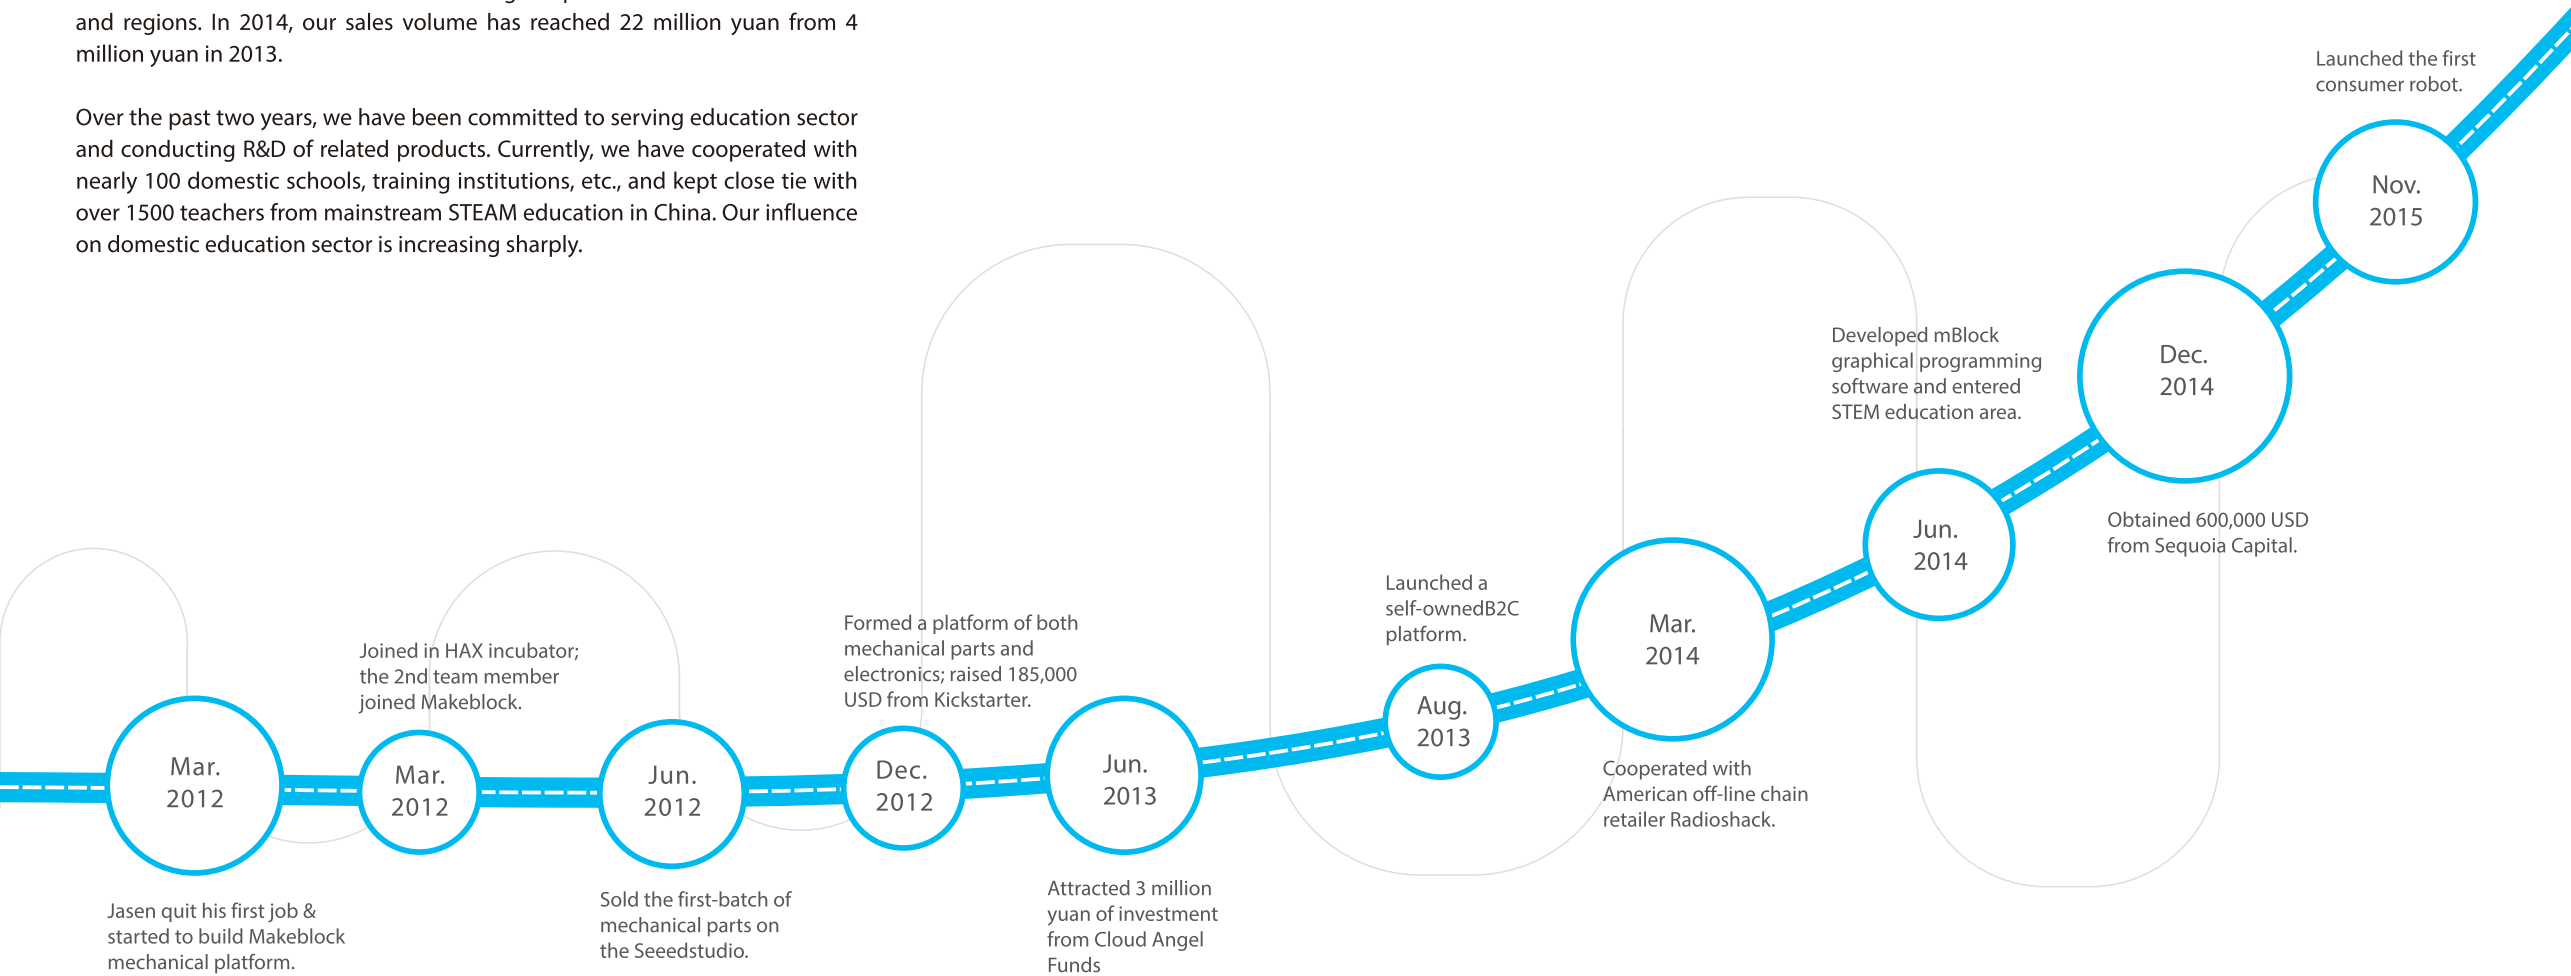 and regions. In 2014, our sales volume has reached 22 million yuan from 4
million yuan in 2013.
Over the past two years, we have been committed to serving education sector
and conducting R&D of related products. Currently, we have cooperated with
nearly 100 domestic schools, training institutions, etc., and kept close tie with
over 1500 teachers from mainstream STEAM education in China. Our influence
on domestic education sector is increasing sharply.
Mar.
2012
Jasen quit his first job &
started to build Makeblock
mechanical platform.
Joined in HAX incubator;
the 2nd team member
joined Makeblock.
Mar.
2012
Jun.
2012
Sold the first-batch of
mechanical parts on
the Seeedstudio.
Formed a platform of both
mechanical parts and
electronics; raised 185,000
USD from Kickstarter.
Dec.
2012
Jun.
2013
Attracted 3 million
yuan of investment
from Cloud Angel
Funds
Launched a
self-ownedB2C
platform.
Aug.
2013
Mar.
2014
Cooperated with
American off-line chain
retailer Radioshack.
Developed mBlock
graphical programming
software and entered
STEM education area.
Jun.
2014
Dec.
2014
Obtained 600,000 USD
from Sequoia Capital.
Launched the first
consumer robot.
Nov.
2015